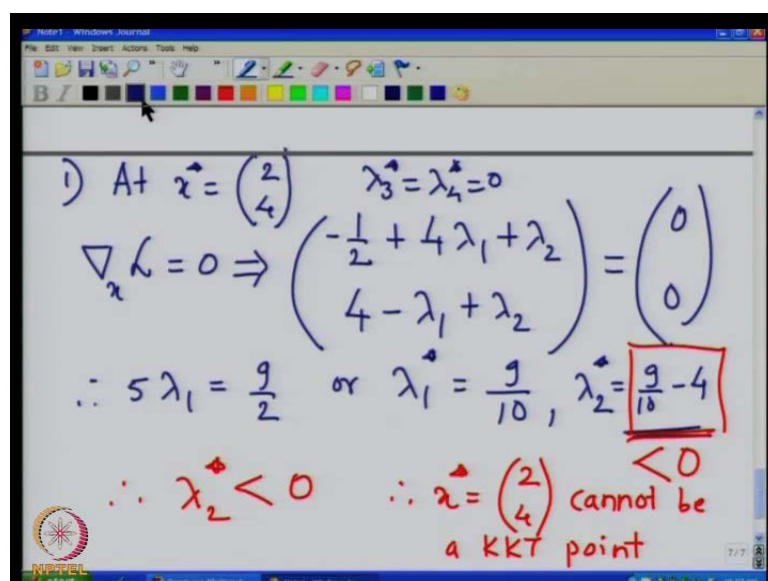 Note1 - Windows Journal
File Edit View Insert Actions Tools Help
B I
1) At x* = (2 4) λ₃* = λ₄* = 0
∇ₓ ℒ = 0 ⇒ (-1/2 + 4λ₁ + λ₂ 4 - λ₁ + λ₂) = (0 0)
∴ 5λ₁ = 9/2 or λ₁* = 9/10, λ₂* = 9/10 - 4
< 0
∴ λ₂* < 0 ∴ x* = (2 4) cannot be
a KKT point
NPTEL
7/7